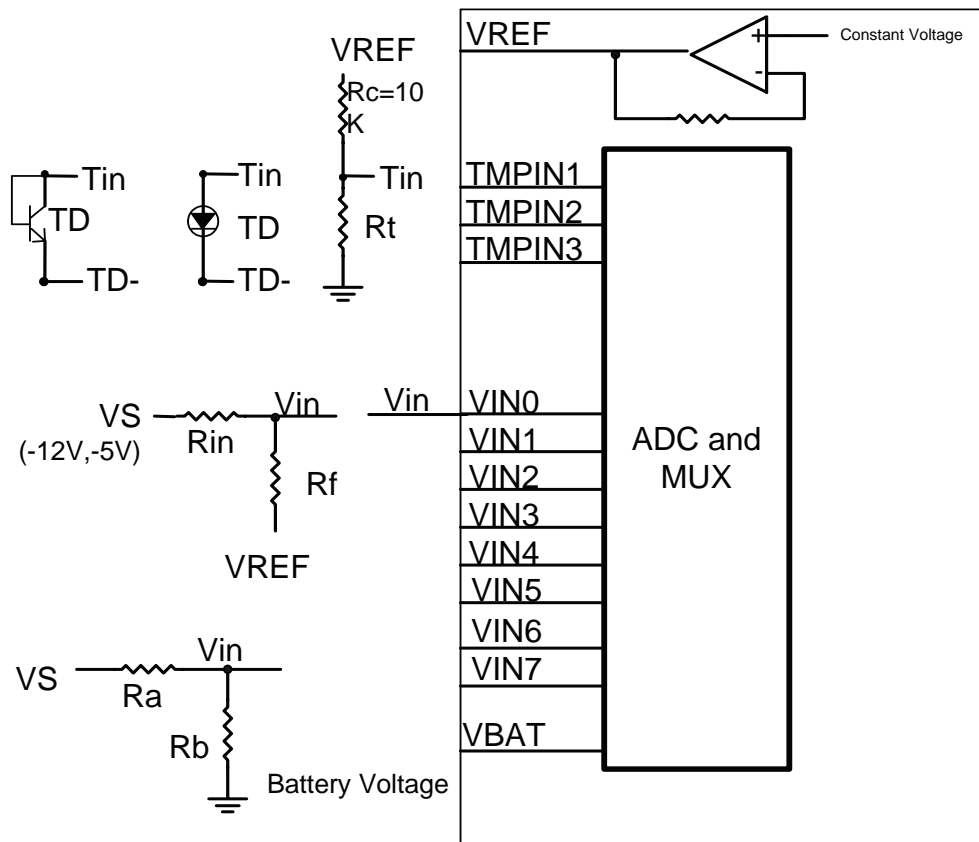 VREF
Constant Voltage
+
-
VREF
Rc=10
K
Tin
Rt
Tin
TD
TD-
Tin
TD
TD-
TMPIN1
TMPIN2
TMPIN3
VS
(-12V,-5V)
Rin
Vin
Rf
VREF
Vin
VIN0
VIN1
VIN2
VIN3
VIN4
VIN5
VIN6
VIN7
VBAT
ADC and
MUX
VS
Ra
Vin
Rb
Battery Voltage